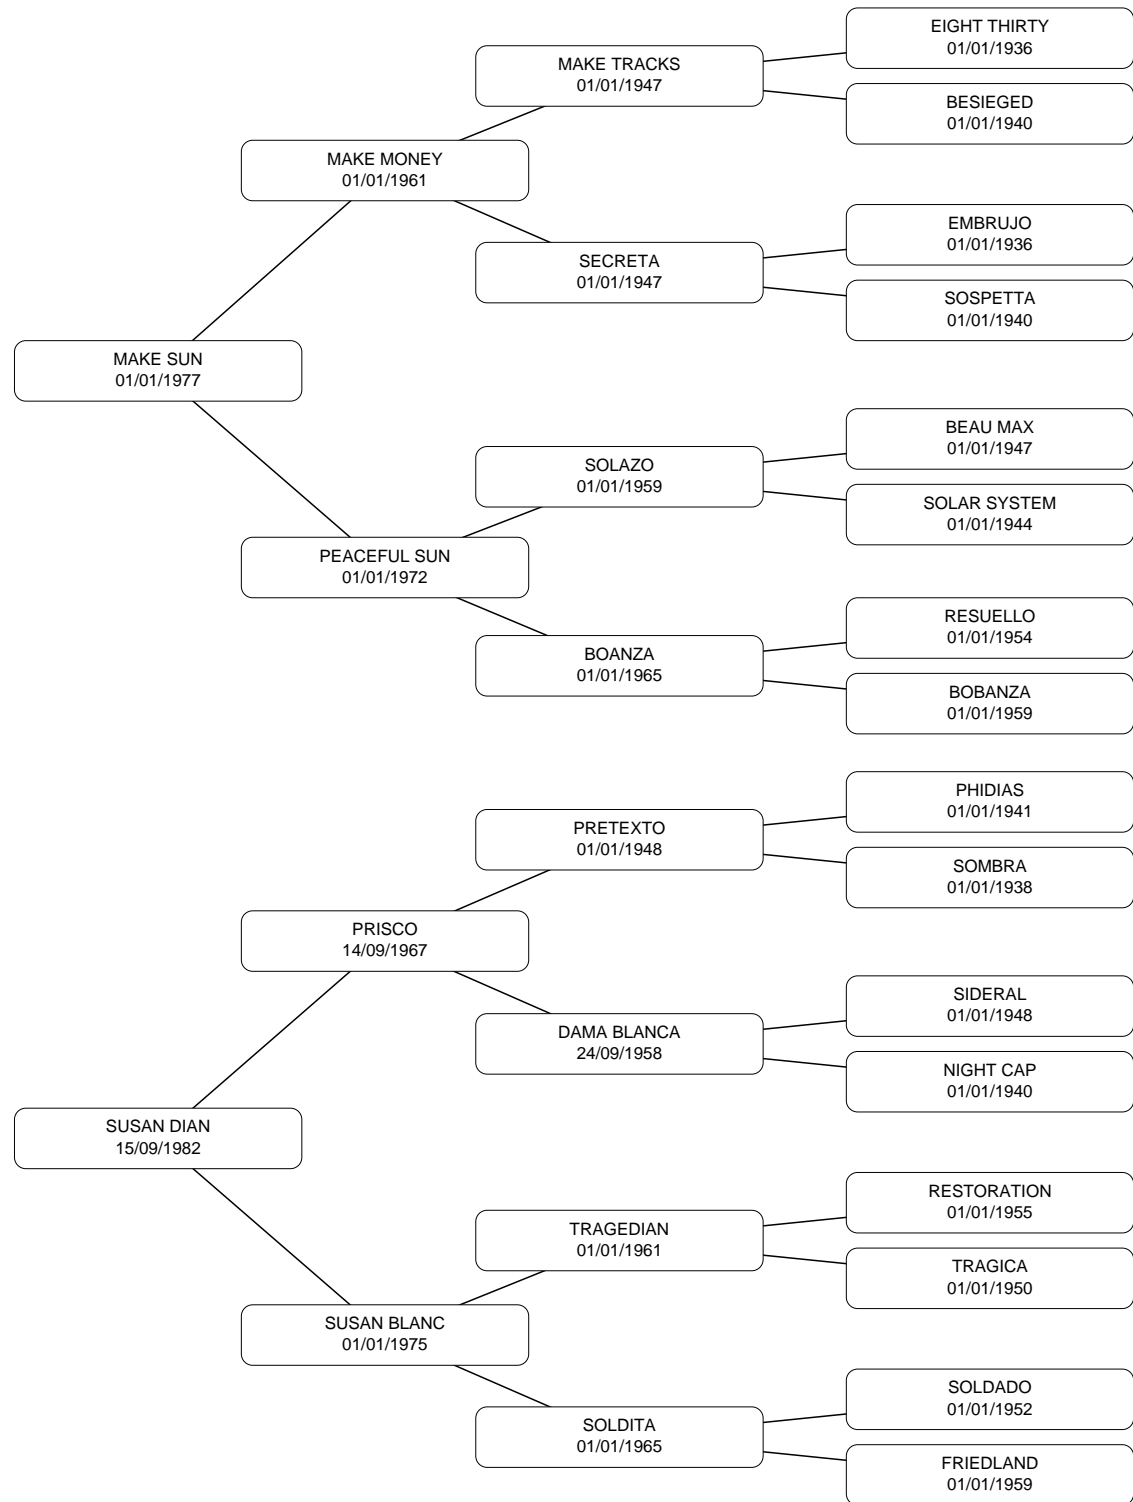 EIGHT THIRTY
01/01/1936
MAKE TRACKS
01/01/1947
BESIEGED
01/01/1940
MAKE MONEY
01/01/1961
EMBRUJO
01/01/1936
SECRETA
01/01/1947
SOSPETTA
01/01/1940
MAKE SUN
01/01/1977
BEAU MAX
01/01/1947
SOLAZO
01/01/1959
SOLAR SYSTEM
01/01/1944
PEACEFUL SUN
01/01/1972
RESUELLO
01/01/1954
BOANZA
01/01/1965
BOBANZA
01/01/1959
PHIDIAS
01/01/1941
PRETEXTO
01/01/1948
SOMBRA
01/01/1938
PRISCO
14/09/1967
SIDERAL
01/01/1948
DAMA BLANCA
24/09/1958
NIGHT CAP
01/01/1940
SUSAN DIAN
15/09/1982
RESTORATION
01/01/1955
TRAGEDIAN
01/01/1961
TRAGICA
01/01/1950
SUSAN BLANC
01/01/1975
SOLDADO
01/01/1952
SOLDITA
01/01/1965
FRIEDLAND
01/01/1959